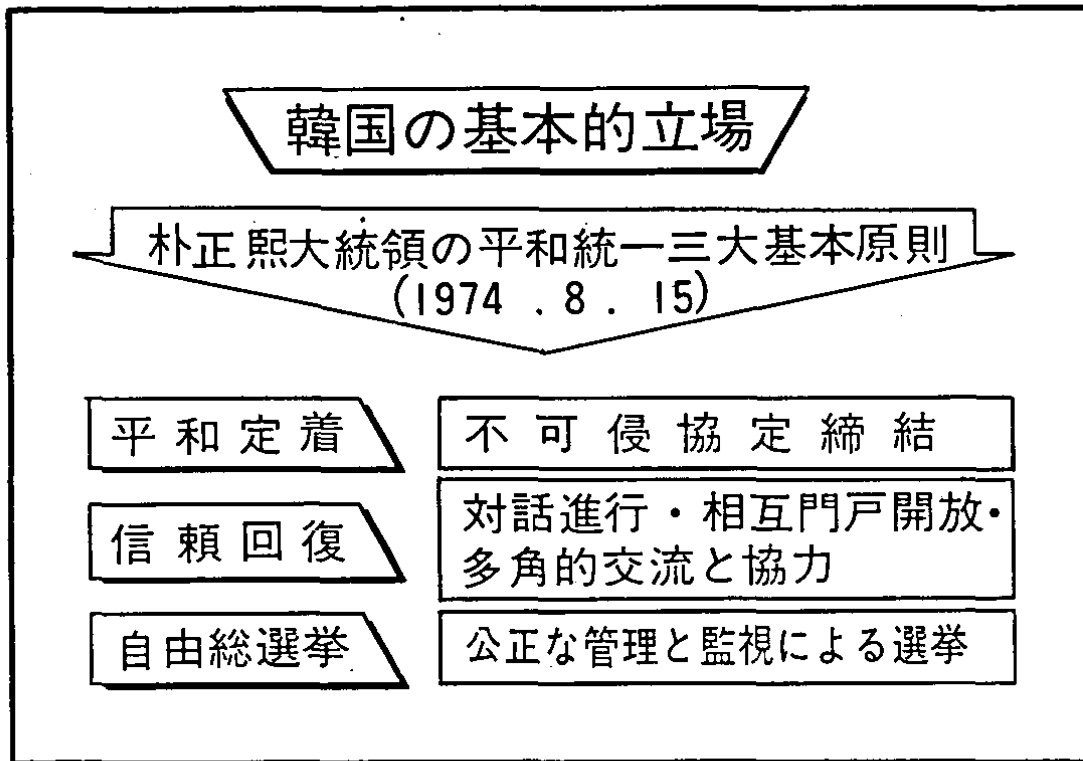 韓国の基本的立場
朴正熙大統領の平和統一三大基本原則
(1974.8.15)
平和定着
不可侵協定締結
信頼回復
対話進行・相互門戸開放・
多角的交流と協力
自由総選挙
公正な管理と監視による選挙